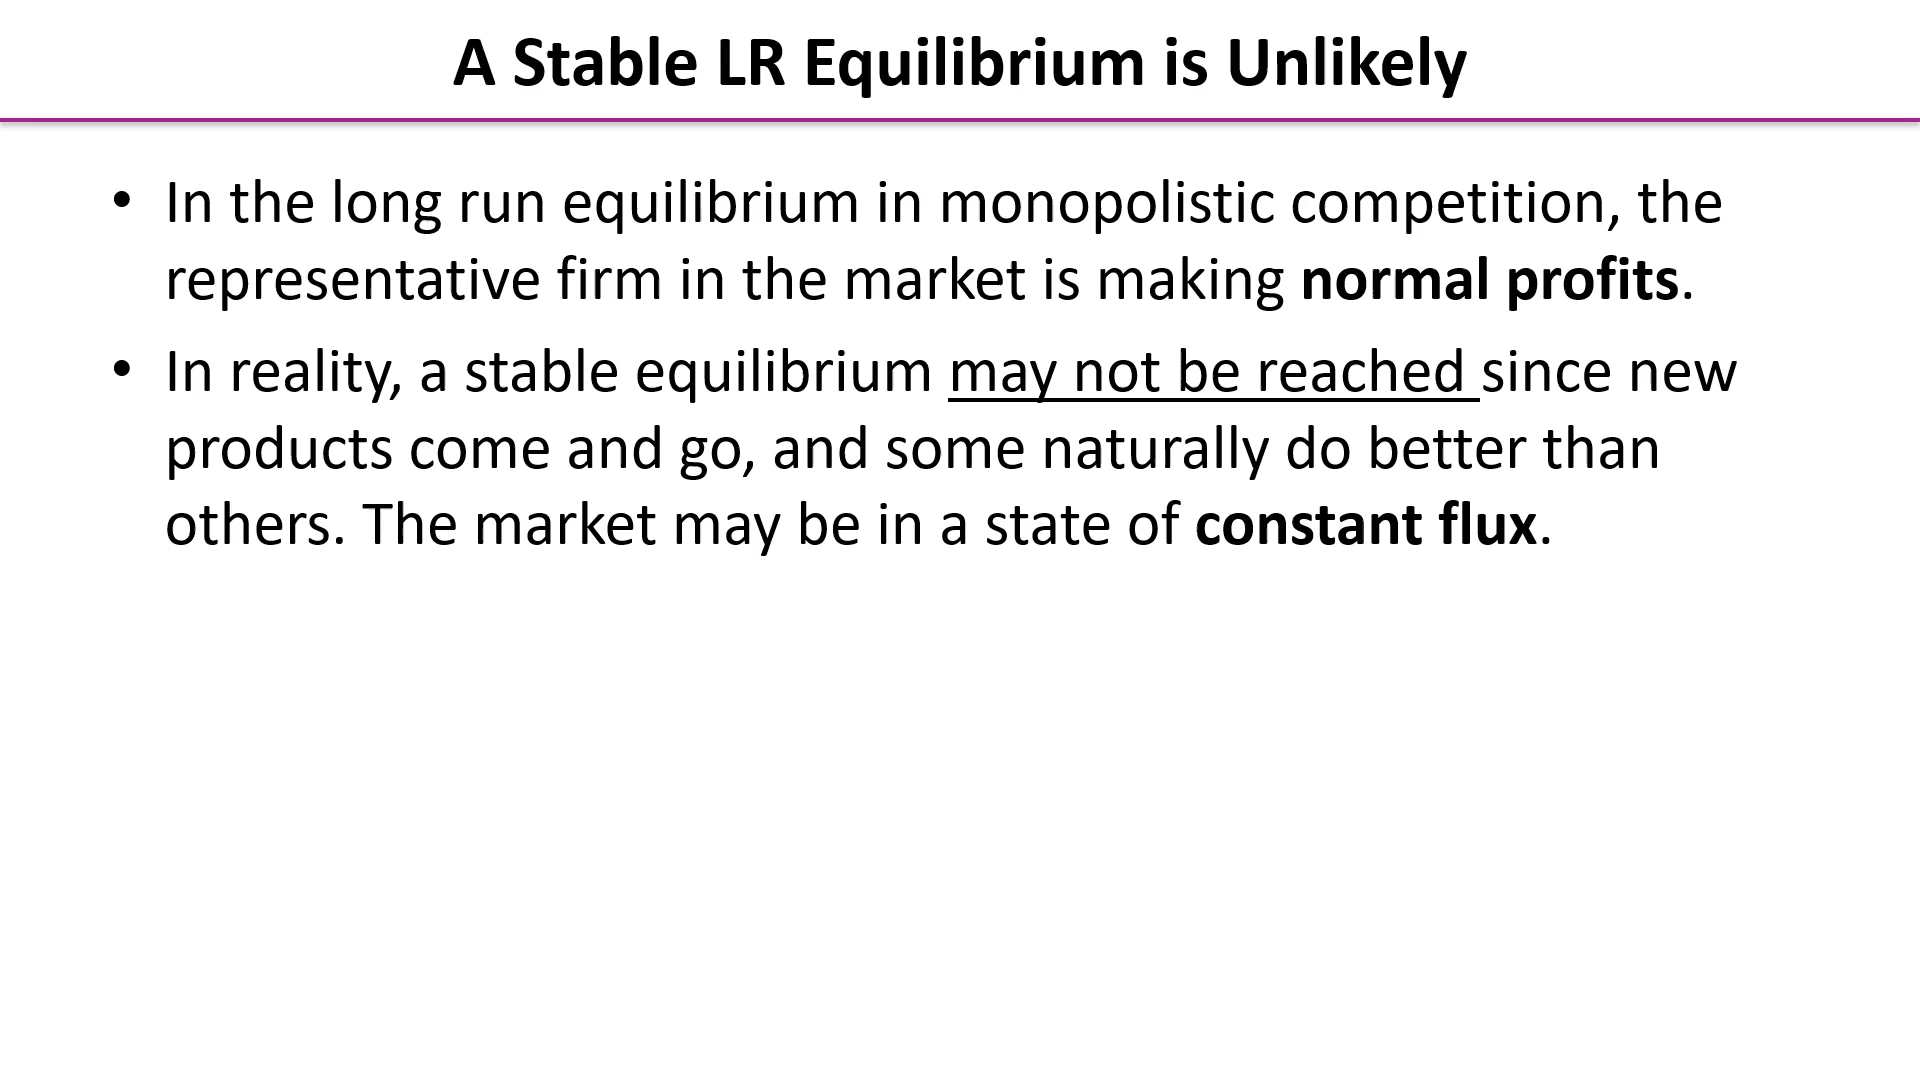 A Stable LR Equilibrium is Unlikely
• In the long run equilibrium in monopolistic competition, the
representative firm in the market is making normal profits.
• In reality, a stable equilibrium may not be reached since new
products come and go, and some naturally do better than
others. The market may be in a state of constant flux.